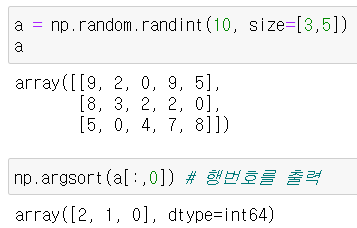 a = np.random.randint(10, size=[3,5])
a
array([[9, 2, 0, 9, 5],
       [8, 3, 2, 2, 0],
       [5, 0, 4, 7, 8]])
np.argsort(a[:,0]) # 행번호를 출력
array([2, 1, 0], dtype=int64)